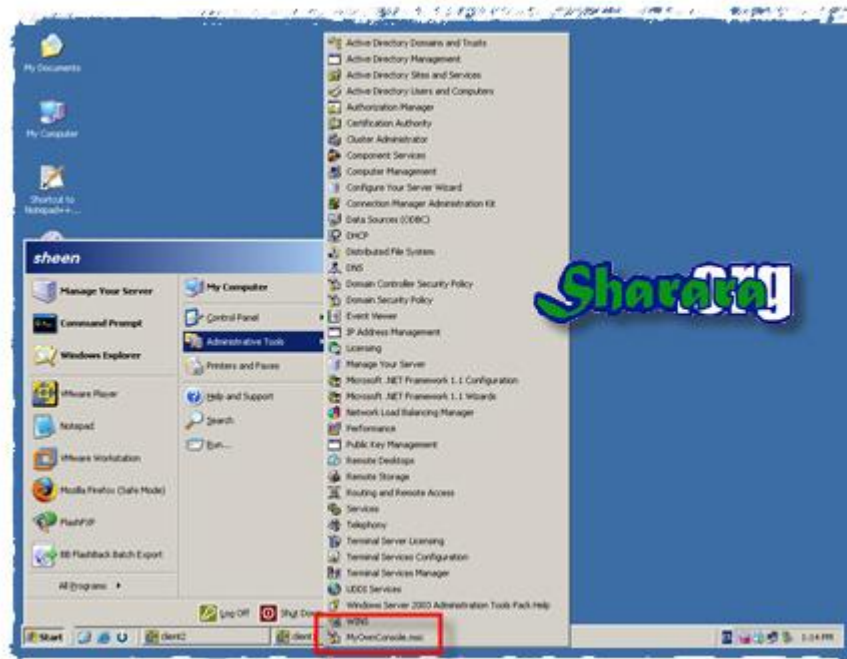 My Documents
My Computer
Shortcut to
Notepad++...
sheen
Manage Your Server
Command Prompt
Windows Explorer
VMware Player
Notepad
VMware Workstation
Mozilla Firefox (Safe Mode)
FlashFXP
BB FlashBack Batch Export
All Programs
My Computer
Control Panel
Administrative Tools
Printers and Faxes
Help and Support
Search
Run...
Log Off
Shut Down
Active Directory Domains and Trusts
Active Directory Management
Active Directory Sites and Services
Active Directory Users and Computers
Authorization Manager
Certification Authority
Cluster Administrator
Component Services
Computer Management
Configure Your Server Wizard
Connection Manager Administration Kit
Data Sources (ODBC)
DHCP
Distributed File System
DNS
Domain Controller Security Policy
Domain Security Policy
Event Viewer
IP Address Management
Licensing
Manage Your Server
Microsoft .NET Framework 1.1 Configuration
Microsoft .NET Framework 1.1 Wizards
Network Load Balancing Manager
Performance
Public Key Management
Remote Desktops
Remote Storage
Routing and Remote Access
Services
Telephony
Terminal Server Licensing
Terminal Services Configuration
Terminal Services Manager
UDDI Services
Windows Server 2003 Administration Tools Pack Help
WINS
MyOwnConsole.msc
Sharara.org
Start
client2
client